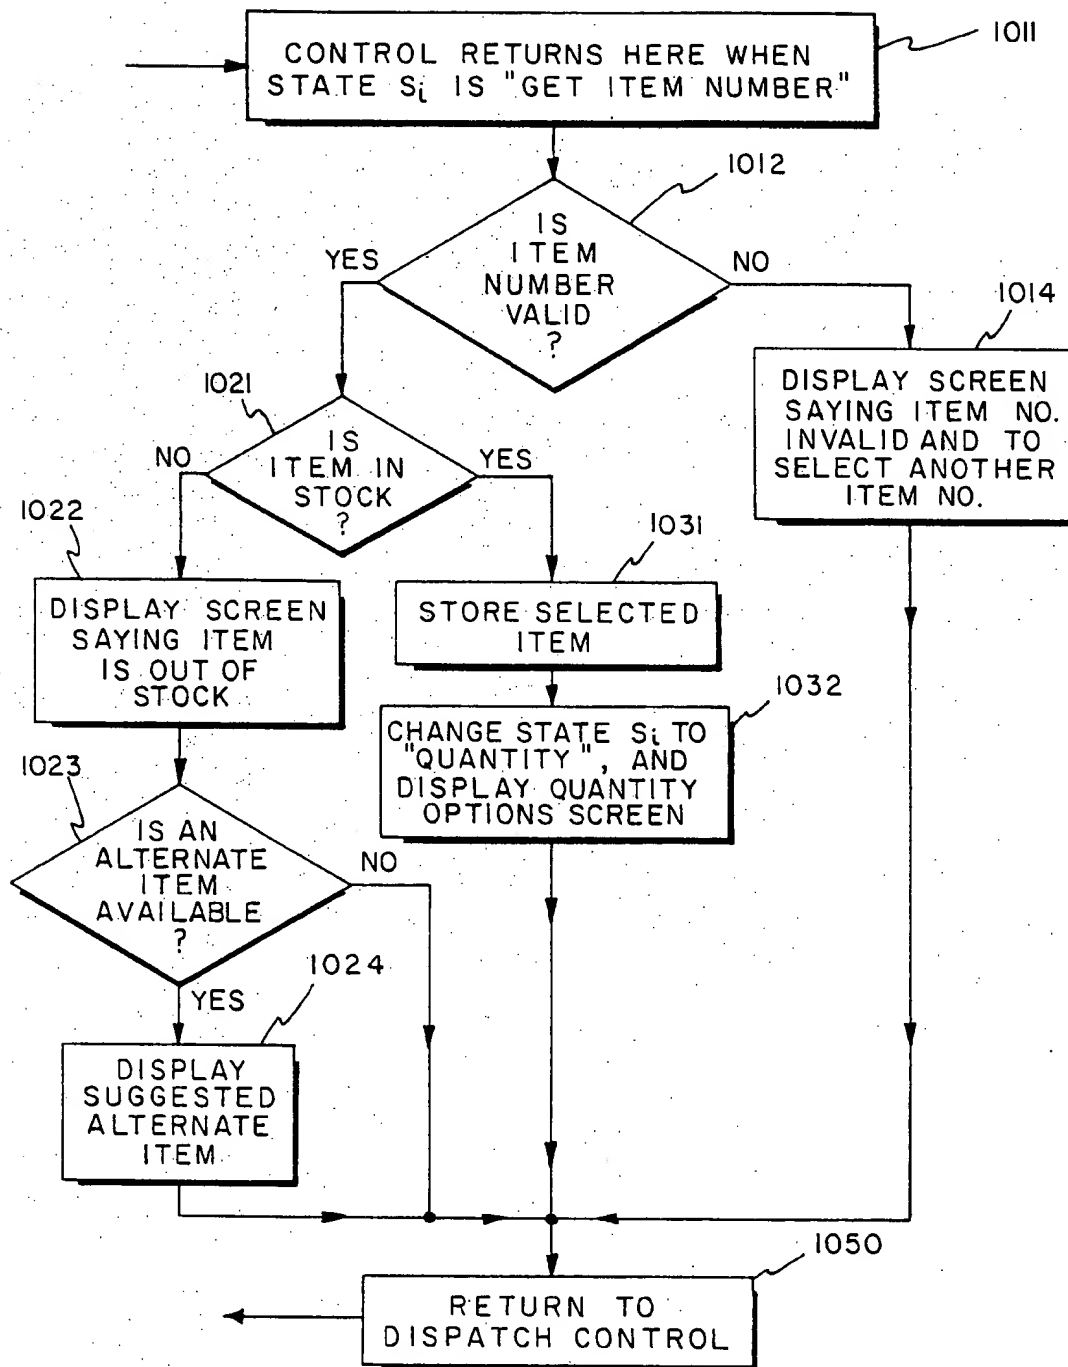 1011
CONTROL RETURNS HERE WHEN
STATE Si IS "GET ITEM NUMBER"
1012
IS
ITEM
NUMBER
VALID
?
YES
NO
1014
DISPLAY SCREEN
SAYING ITEM NO.
INVALID AND TO
SELECT ANOTHER
ITEM NO.
1021
IS
ITEM IN
STOCK
?
NO
YES
1022
DISPLAY SCREEN
SAYING ITEM
IS OUT OF
STOCK
1031
STORE SELECTED
ITEM
1032
CHANGE STATE Si TO
"QUANTITY", AND
DISPLAY QUANTITY
OPTIONS SCREEN
1023
IS AN
ALTERNATE
ITEM
AVAILABLE
?
NO
YES
1024
DISPLAY
SUGGESTED
ALTERNATE
ITEM
1050
RETURN TO
DISPATCH CONTROL